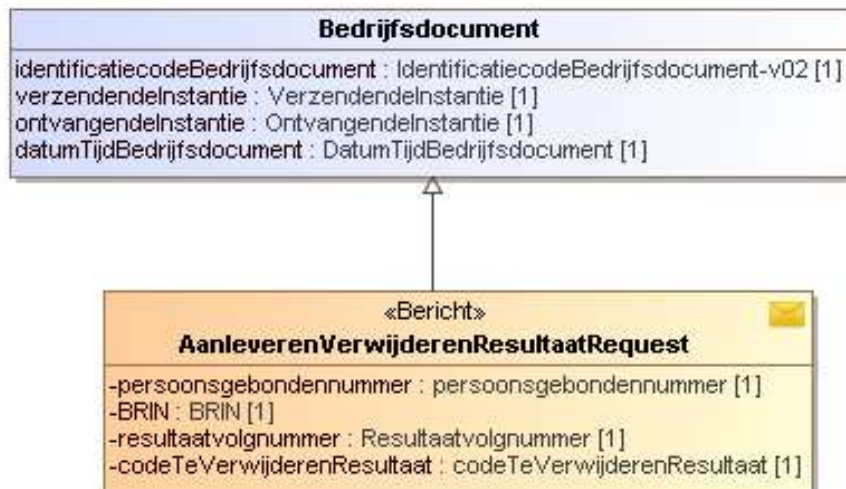 Bedrijfsdocument
identificatiecodeBedrijfsdocument : IdentificatiecodeBedrijfsdocument-v02 [1]
verzendendeInstantie : VerzendendeInstantie [1]
ontvangendeInstantie : OntvangendeInstantie [1]
datumTijdBedrijfsdocument : DatumTijdBedrijfsdocument [1]
«Bericht»
AanleverenVerwijderenResultaatRequest
-persoonsgebondennummer : persoonsgebondennummer [1]
-BRIN : BRIN [1]
-resultaatvolgnummer : Resultaatvolgnummer [1]
-codeTeVerwijderenResultaat : codeTeVerwijderenResultaat [1]